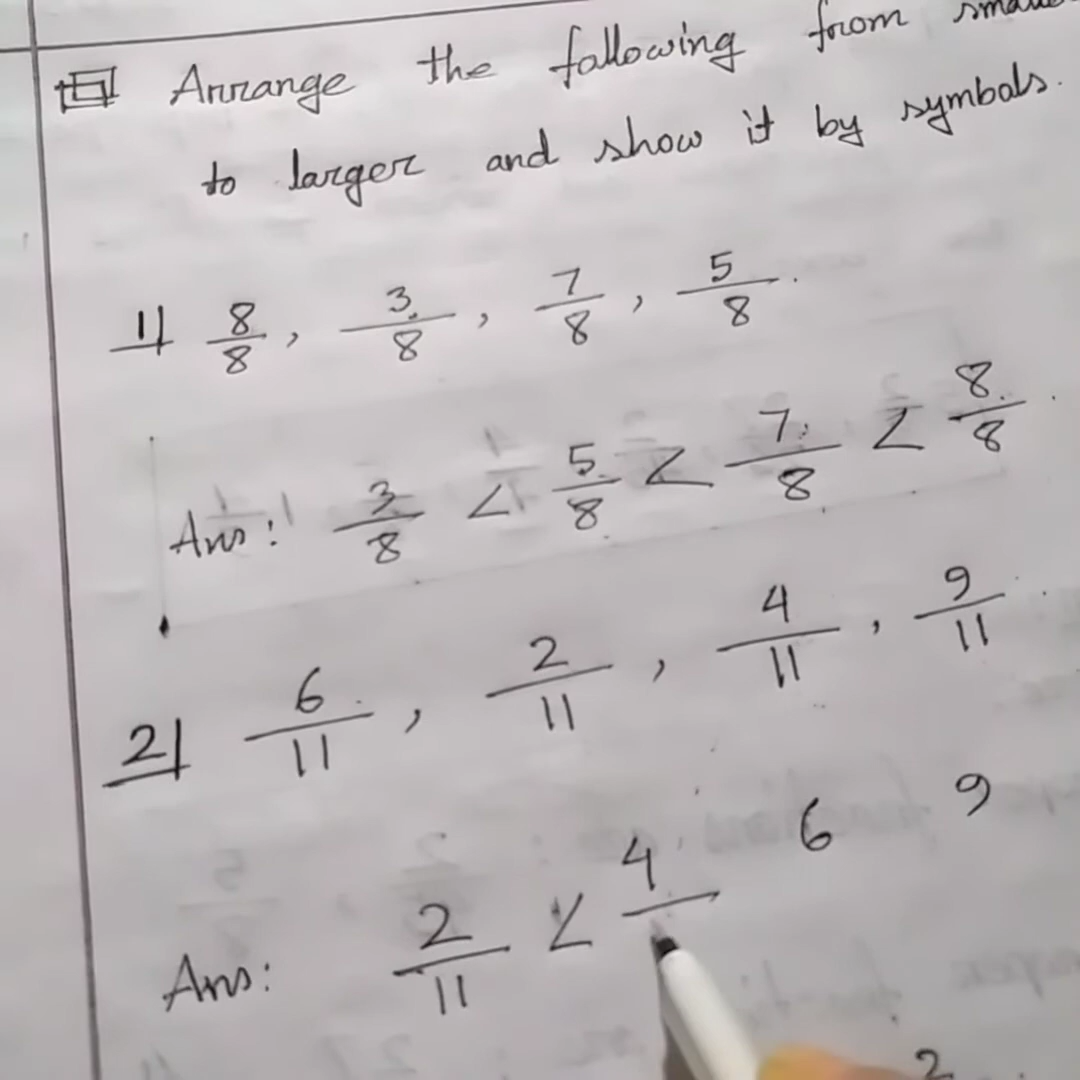 Arrange the following from
to larger and show it by symbols.
1) 8/8, 3/8, 7/8, 5/8.
Ans: 3/8 < 5/8 < 7/8 < 8/8.
2) 6/11, 2/11, 4/11, 9/11.
Ans: 2/11 < 4/ 6 9
2